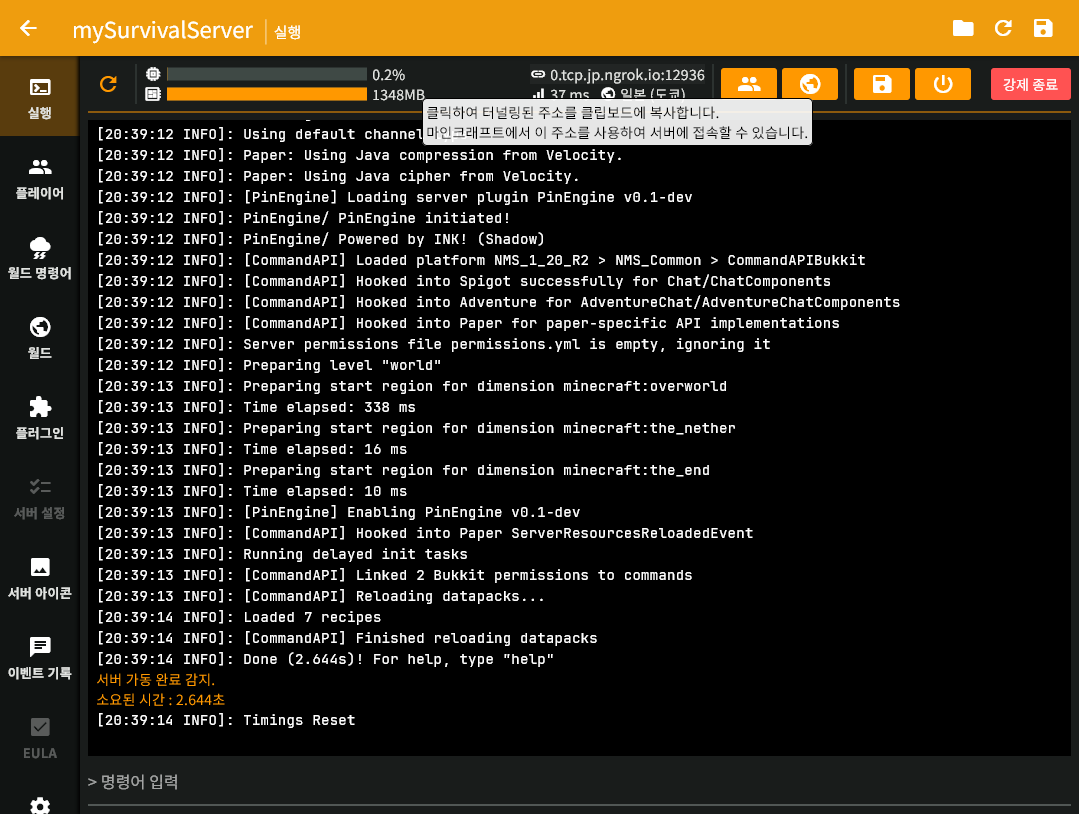 mySurvivalServer
실행
실행
플레이어
월드 명령어
월드
플러그인
서버 설정
서버 아이콘
이벤트 기록
EULA
0.2%
1348MB
0.tcp.jp.ngrok.io:12936
37 ms 일본 (도쿄)
강제 종료
클릭하여 터널링된 주소를 클립보드에 복사합니다.
마인크래프트에서 이 주소를 사용하여 서버에 접속할 수 있습니다.
[20:39:12 INFO]: Using default channel
[20:39:12 INFO]: Paper: Using Java compression from Velocity.
[20:39:12 INFO]: Paper: Using Java cipher from Velocity.
[20:39:12 INFO]: [PinEngine] Loading server plugin PinEngine v0.1-dev
[20:39:12 INFO]: PinEngine/ PinEngine initiated!
[20:39:12 INFO]: PinEngine/ Powered by INK! (Shadow)
[20:39:12 INFO]: [CommandAPI] Loaded platform NMS_1_20_R2 > NMS_Common > CommandAPIBukkit
[20:39:12 INFO]: [CommandAPI] Hooked into Spigot successfully for Chat/ChatComponents
[20:39:12 INFO]: [CommandAPI] Hooked into Adventure for AdventureChat/AdventureChatComponents
[20:39:12 INFO]: [CommandAPI] Hooked into Paper for paper-specific API implementations
[20:39:12 INFO]: Server permissions file permissions.yml is empty, ignoring it
[20:39:12 INFO]: Preparing level "world"
[20:39:13 INFO]: Preparing start region for dimension minecraft:overworld
[20:39:13 INFO]: Time elapsed: 338 ms
[20:39:13 INFO]: Preparing start region for dimension minecraft:the_nether
[20:39:13 INFO]: Time elapsed: 16 ms
[20:39:13 INFO]: Preparing start region for dimension minecraft:the_end
[20:39:13 INFO]: Time elapsed: 10 ms
[20:39:13 INFO]: [PinEngine] Enabling PinEngine v0.1-dev
[20:39:13 INFO]: [CommandAPI] Hooked into Paper ServerResourcesReloadedEvent
[20:39:13 INFO]: Running delayed init tasks
[20:39:13 INFO]: [CommandAPI] Linked 2 Bukkit permissions to commands
[20:39:13 INFO]: [CommandAPI] Reloading datapacks...
[20:39:14 INFO]: Loaded 7 recipes
[20:39:14 INFO]: [CommandAPI] Finished reloading datapacks
[20:39:14 INFO]: Done (2.644s)! For help, type "help"
서버 가동 완료 감지.
소요된 시간 : 2.644초
[20:39:14 INFO]: Timings Reset
> 명령어 입력